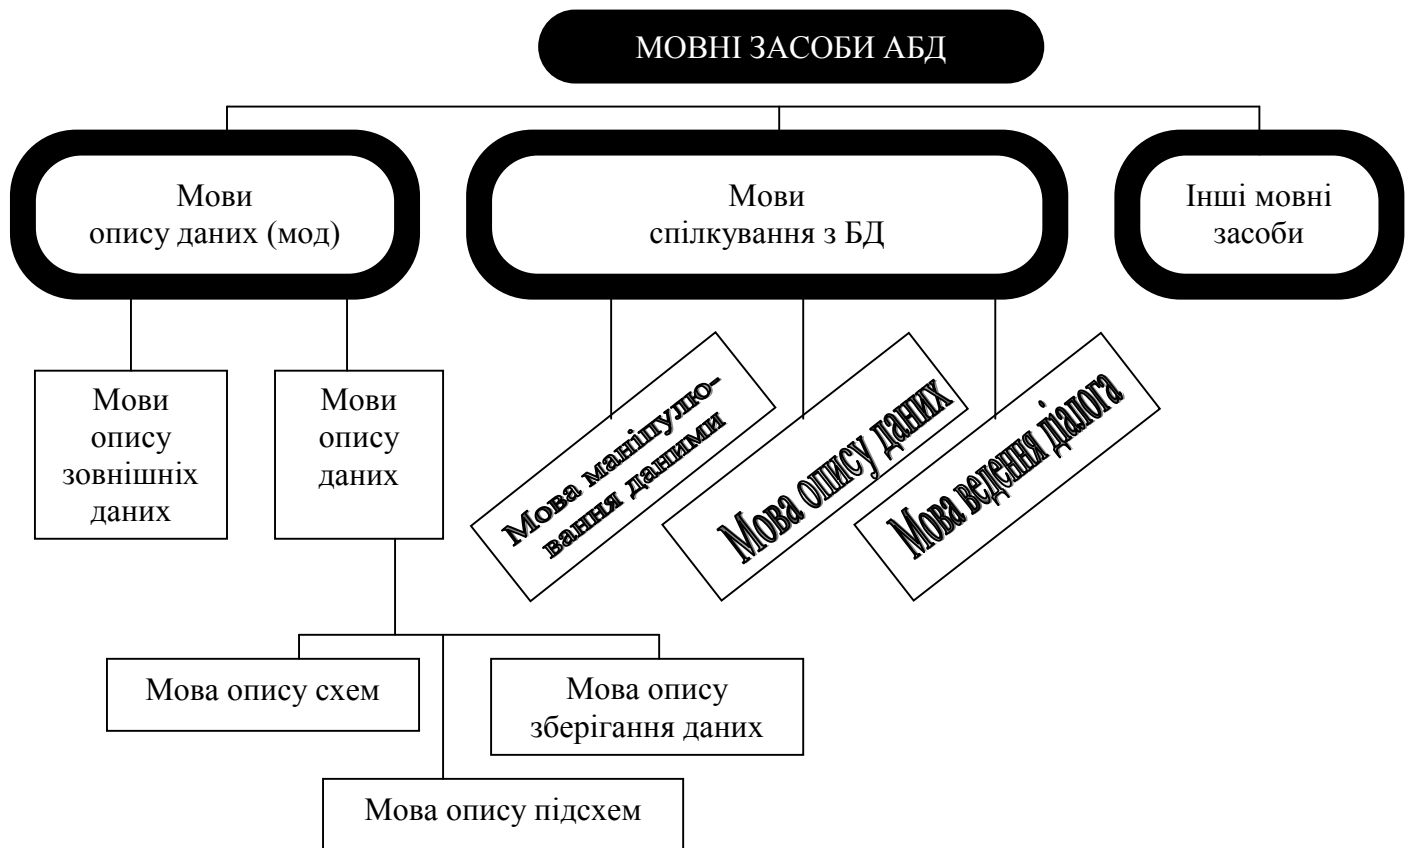 МОВНІ ЗАСОБИ АБД
Мови
опису даних (мод)
Мови
спілкування з БД
Інші мовні
засоби
Мови
опису
зовнішніх
даних
Мови
опису
даних
Мова маніпулю-
вання даними
Мова опису даних
Мова ведення діалога
Мова опису схем
Мова опису
зберігання даних
Мова опису підсхем